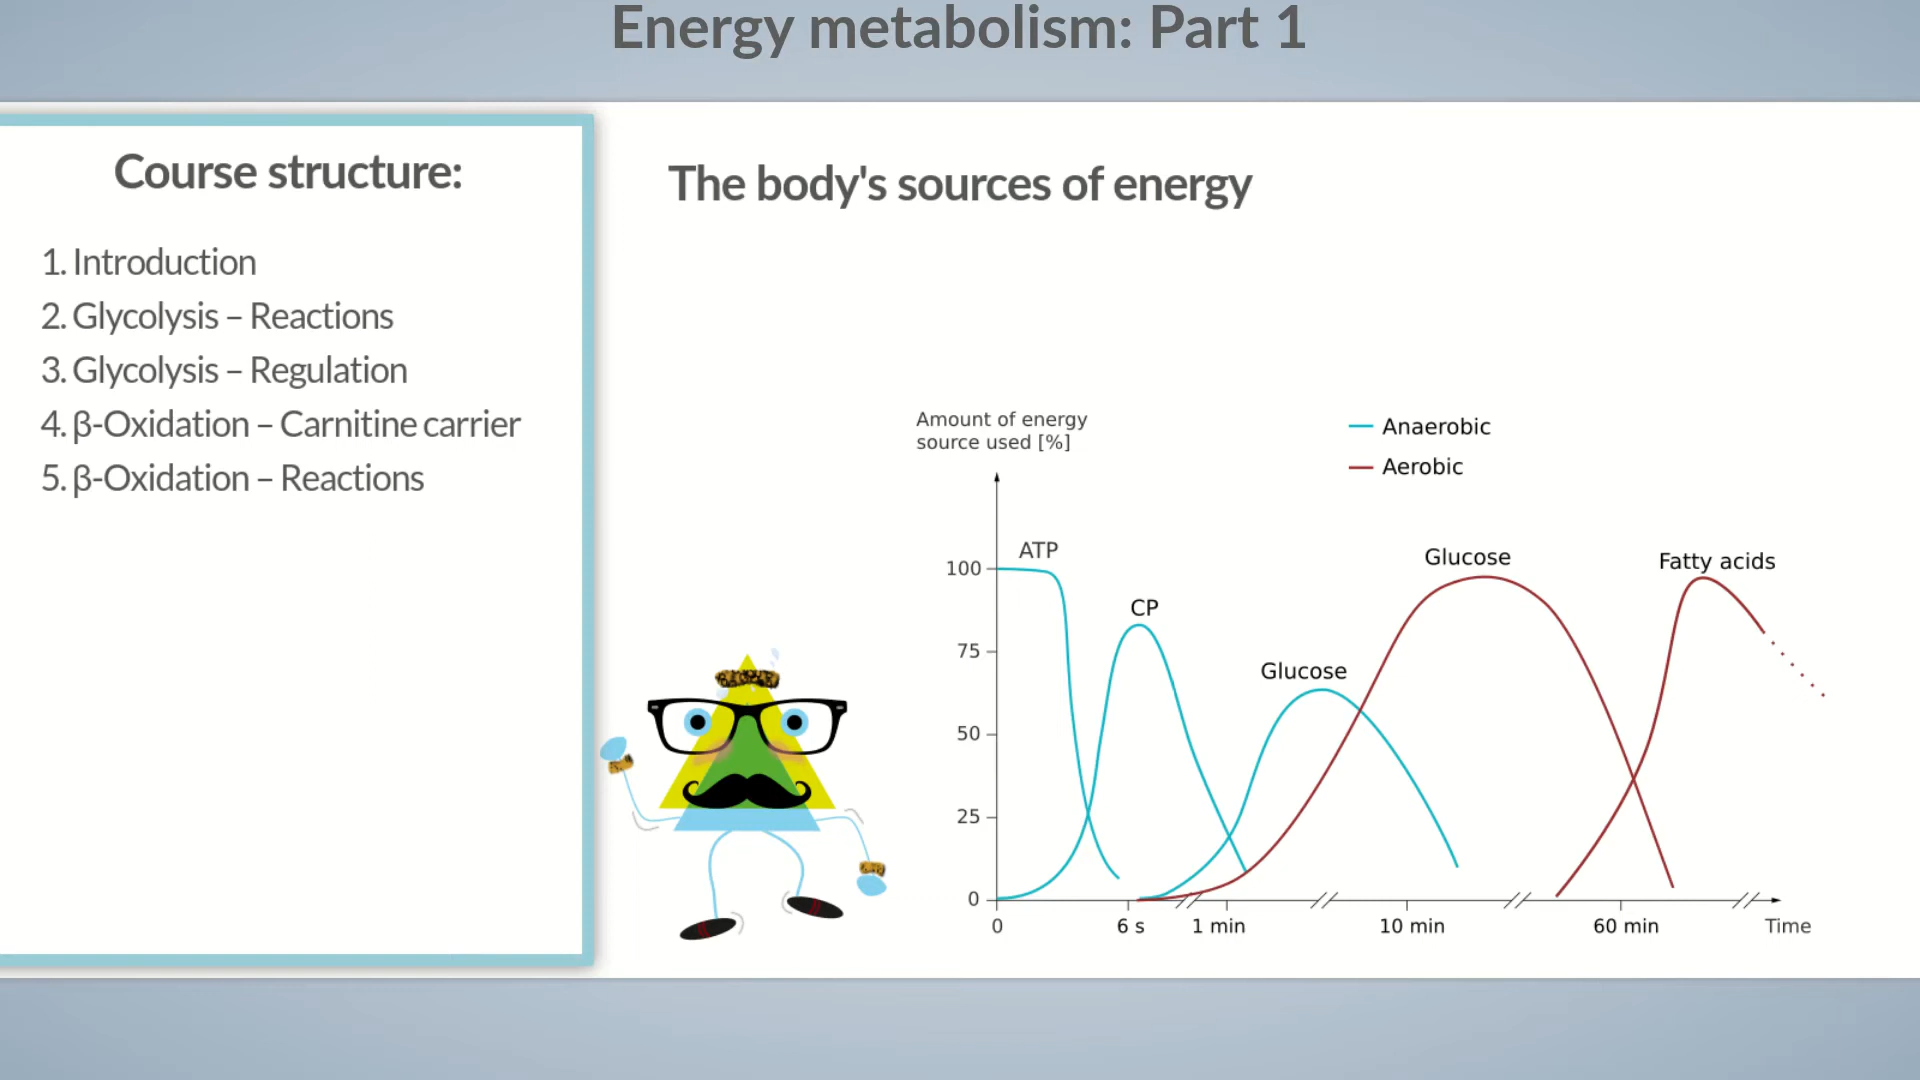 Energy metabolism: Part 1
Course structure:
1. Introduction
2. Glycolysis – Reactions
3. Glycolysis – Regulation
4. β-Oxidation – Carnitine carrier
5. β-Oxidation – Reactions
The body's sources of energy
Amount of energy
source used [%]
Anaerobic
Aerobic
ATP
CP
Glucose
Glucose
Fatty acids
100
75
50
25
0
0
6 s
1 min
10 min
60 min
Time